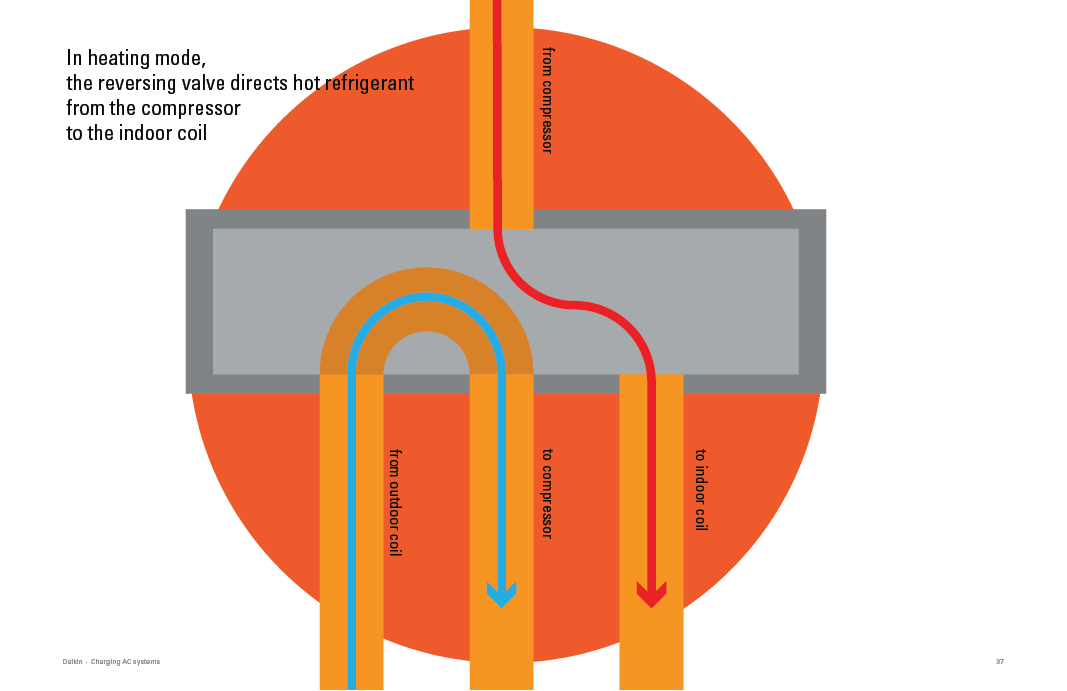 In heating mode,
the reversing valve directs hot refrigerant
from the compressor
to the indoor coil
from compressor
from outdoor coil
to compressor
to indoor coil
Daikin - Charging AC systems
37